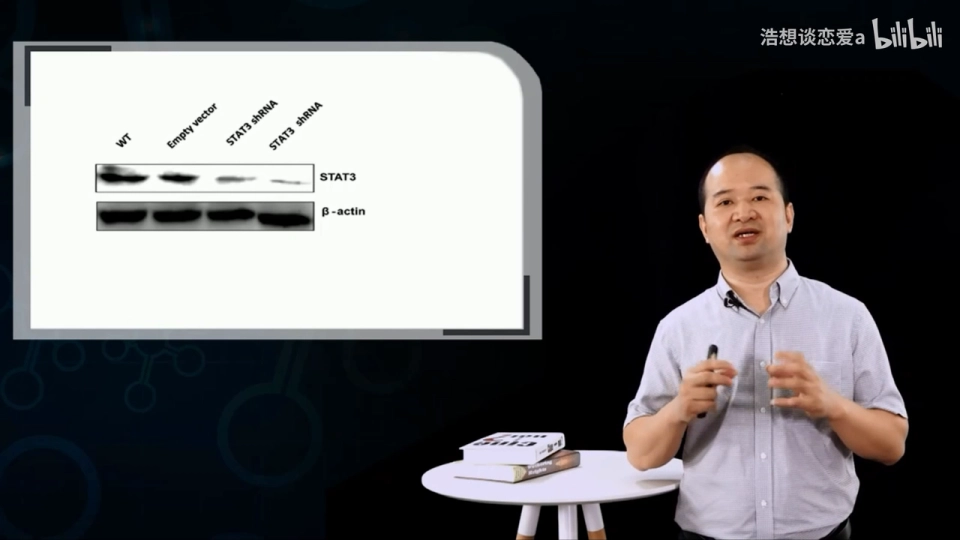 浩想谈恋爱a bilibili
WT Empty vector STAT3 shRNA STAT3 shRNA
STAT3
β-actin